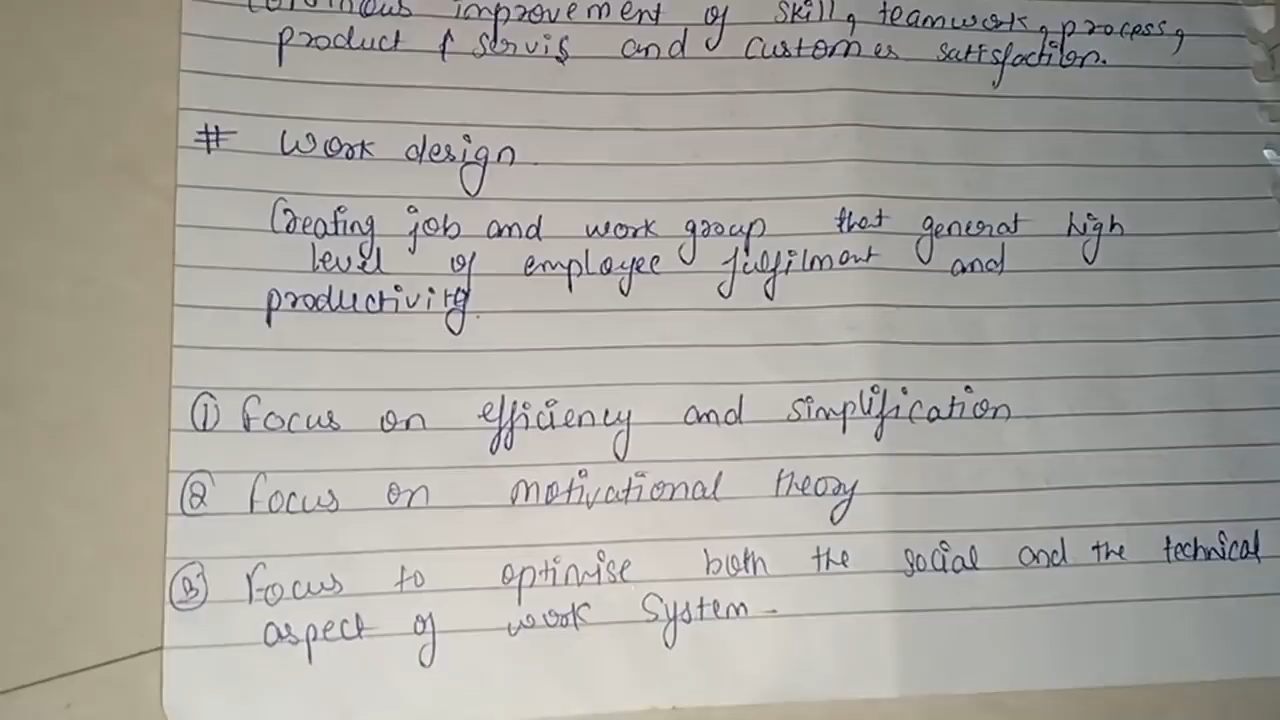 improvement of skill, teamwork, process,
product & servis and customer satisfaction.
# Work design
Creating job and work group that generat high
level of employee fulfilment and
productivity.
① Focus on efficiency and simplification
② Focus on motivational theory
③ Focus to optimise both the social and the technical
aspect of work System -